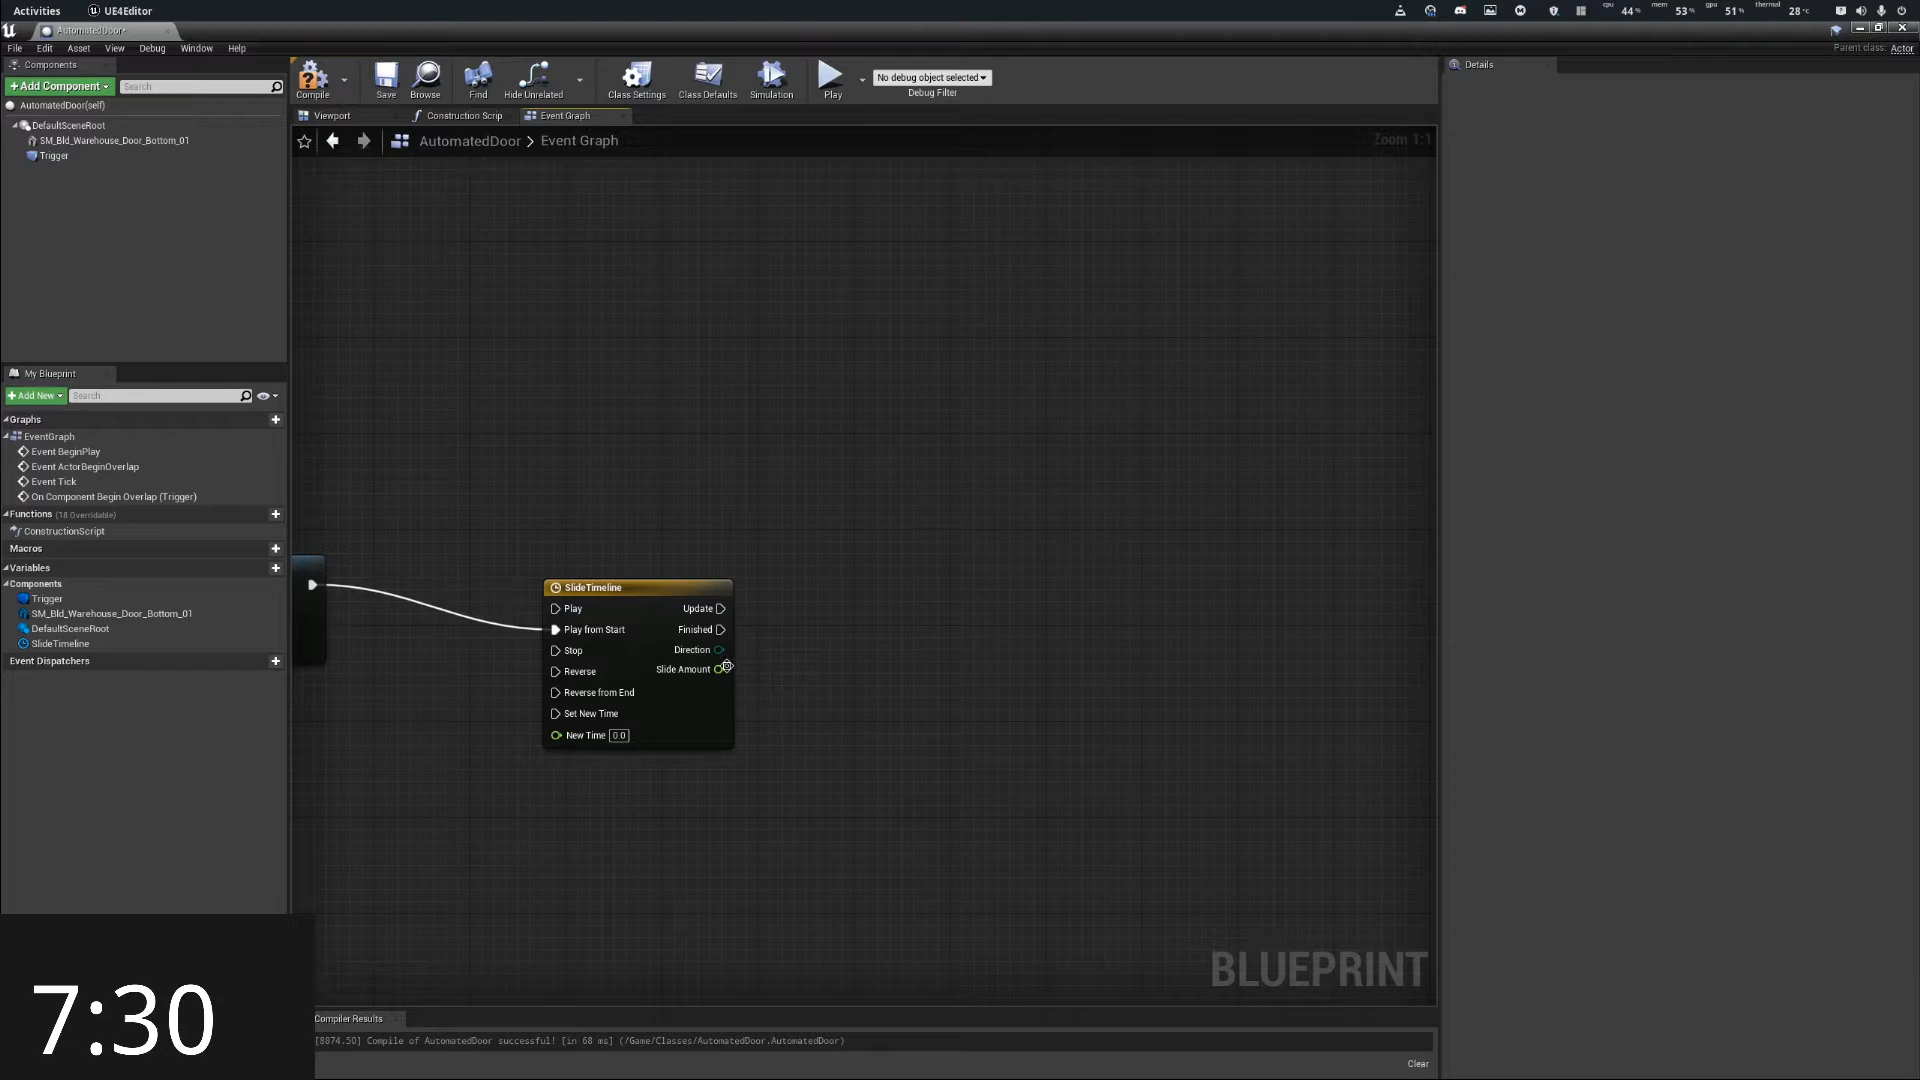 Activities UE4Editor cpu 44% mem 53% gpu 51% thermal 28°C
AutomatedDoor*
File Edit Asset View Window Help Parent class: Actor
Components Details
+Add Component Search
Compile Save Browse Find Hide Unrelated Class Settings Class Defaults Simulation Play No debug object selected Debug Filter
AutomatedDoor(self)
Viewport Construction Scrip Event Graph
DefaultSceneRoot
SM_Bld_Warehouse_Door_Bottom_01
Trigger
AutomatedDoor > Event Graph Zoom 1:1
My Blueprint
+Add New Search
Graphs
EventGraph
Event BeginPlay
Event ActorBeginOverlap
Event Tick
On Component Begin Overlap (Trigger)
Functions (18 Overridable)
ConstructionScript
Macros
Variables
Components
Trigger
SM_Bld_Warehouse_Door_Bottom_01
DefaultSceneRoot
SlideTimeline
Event Dispatchers
SlideTimeline
Play Update
Play from Start Finished
Stop Direction
Reverse Slide Amount
Reverse from End
Set New Time
New Time 0.0
BLUEPRINT
7:30
Compiler Results
[8874.50] Compile of AutomatedDoor successful! [in 68 ms] (/Game/Classes/AutomatedDoor.AutomatedDoor)
Clear